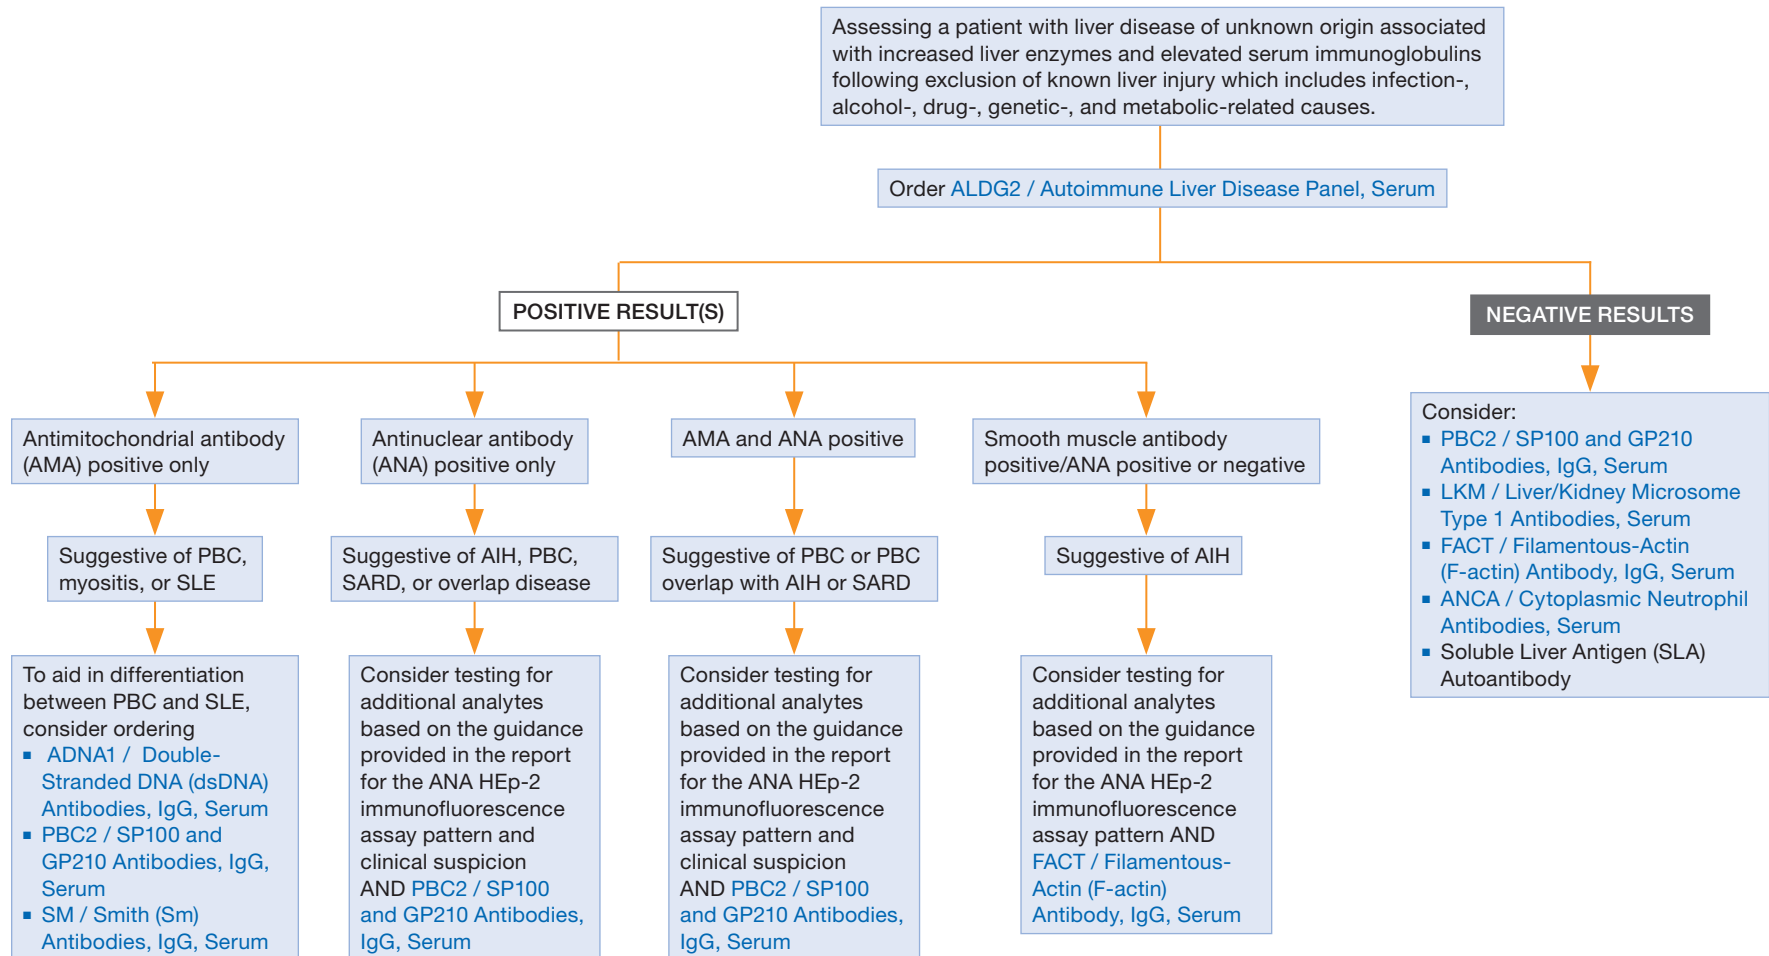 Assessing a patient with liver disease of unknown origin associated
with increased liver enzymes and elevated serum immunoglobulins
following exclusion of known liver injury which includes infection-,
alcohol-, drug-, genetic-, and metabolic-related causes.
Order ALDG2 / Autoimmune Liver Disease Panel, Serum
POSITIVE RESULT(S)
NEGATIVE RESULTS
Antimitochondrial antibody
(AMA) positive only
Suggestive of PBC,
myositis, or SLE
To aid in differentiation
between PBC and SLE,
consider ordering
▪ ADNA1 / Double-
Stranded DNA (dsDNA)
Antibodies, IgG, Serum
▪ PBC2 / SP100 and
GP210 Antibodies, IgG,
Serum
▪ SM / Smith (Sm)
Antibodies, IgG, Serum
Antinuclear antibody
(ANA) positive only
Suggestive of AIH, PBC,
SARD, or overlap disease
Consider testing for
additional analytes
based on the guidance
provided in the report
for the ANA HEp-2
immunofluorescence
assay pattern and
clinical suspicion
AND PBC2 / SP100
and GP210 Antibodies,
IgG, Serum
AMA and ANA positive
Suggestive of PBC or PBC
overlap with AIH or SARD
Consider testing for
additional analytes
based on the guidance
provided in the report
for the ANA HEp-2
immunofluorescence
assay pattern and
clinical suspicion
AND PBC2 / SP100
and GP210 Antibodies,
IgG, Serum
Smooth muscle antibody
positive/ANA positive or negative
Suggestive of AIH
Consider testing for
additional analytes
based on the guidance
provided in the report
for the ANA HEp-2
immunofluorescence
assay pattern AND
FACT / Filamentous-
Actin (F-actin)
Antibody, IgG, Serum
Consider:
▪ PBC2 / SP100 and GP210
Antibodies, IgG, Serum
▪ LKM / Liver/Kidney Microsome
Type 1 Antibodies, Serum
▪ FACT / Filamentous-Actin
(F-actin) Antibody, IgG, Serum
▪ ANCA / Cytoplasmic Neutrophil
Antibodies, Serum
▪ Soluble Liver Antigen (SLA)
Autoantibody